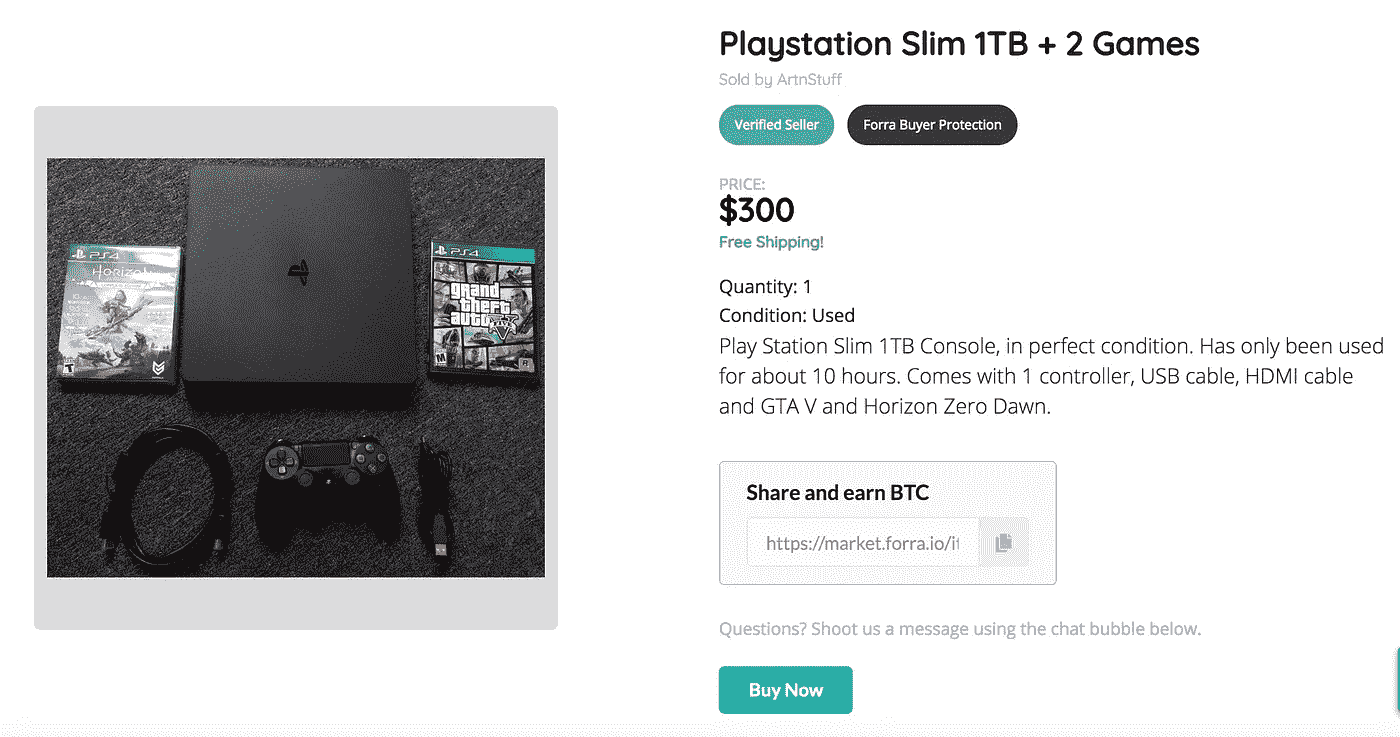 Playstation Slim 1TB + 2 Games
Sold by ArtnStuff
Verified Seller
Forra Buyer Protection
PRICE:
$300
Free Shipping!
Quantity: 1
Condition: Used
Play Station Slim 1TB Console, in perfect condition. Has only been used
for about 10 hours. Comes with 1 controller, USB cable, HDMI cable
and GTA V and Horizon Zero Dawn.
Share and earn BTC
https://market.forra.io/it
Questions? Shoot us a message using the chat bubble below.
Buy Now
PS4
HORIZON
T
PS4
grand
theft
auto
V
M
R